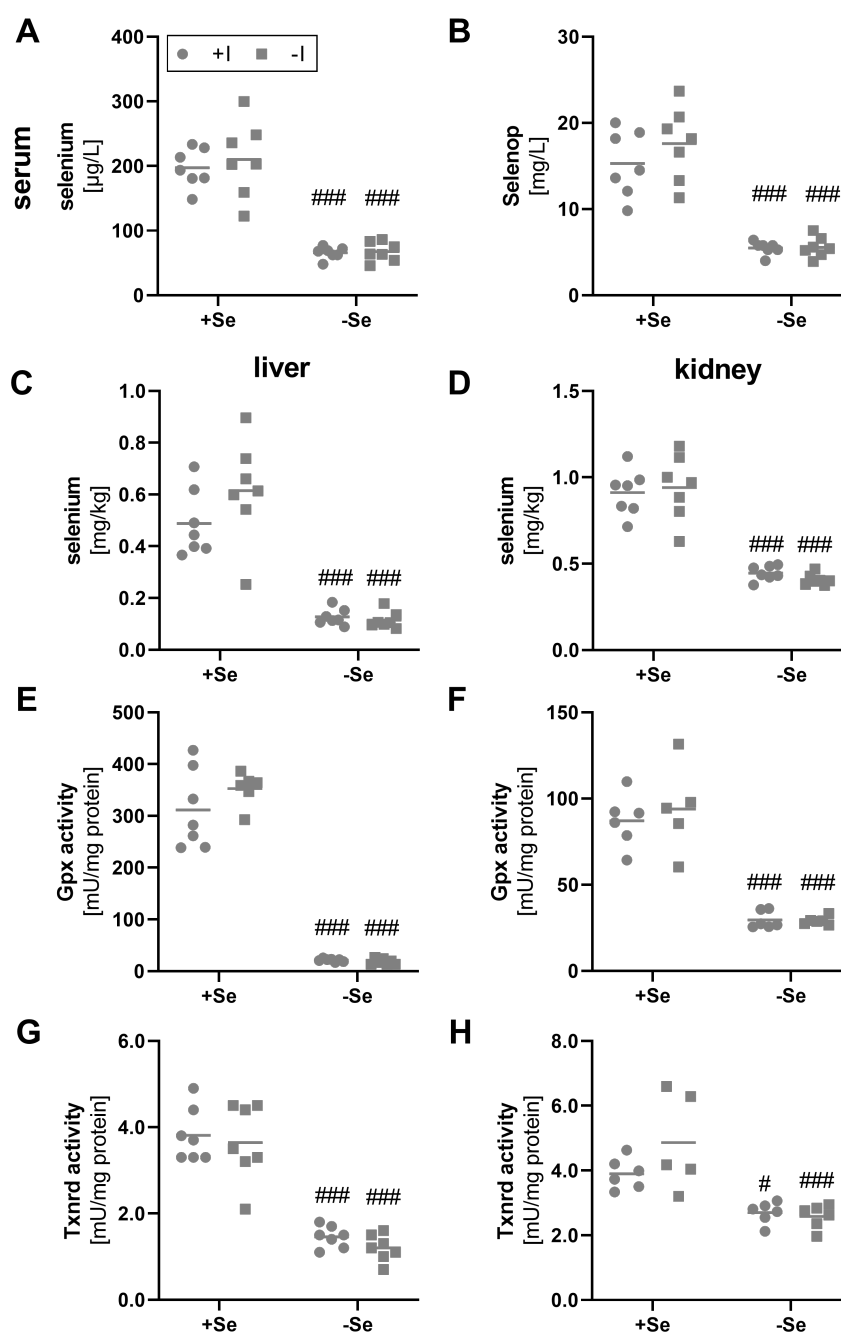 A
serum
selenium
[µg/L]
400
300
200
100
0
+I
-I
###
###
+Se
-Se
B
Selenop
[mg/L]
30
20
10
0
###
###
+Se
-Se
C
liver
selenium
[mg/kg]
1.0
0.8
0.6
0.4
0.2
0.0
###
###
+Se
-Se
D
kidney
selenium
[mg/kg]
1.5
1.0
0.5
0.0
###
###
+Se
-Se
E
Gpx activity
[mU/mg protein]
500
400
300
200
100
0
###
###
+Se
-Se
F
Gpx activity
[mU/mg protein]
150
100
50
0
###
###
+Se
-Se
G
Txnrd activity
[mU/mg protein]
6.0
4.0
2.0
0.0
###
###
+Se
-Se
H
Txnrd activity
[mU/mg protein]
8.0
6.0
4.0
2.0
0.0
#
###
+Se
-Se